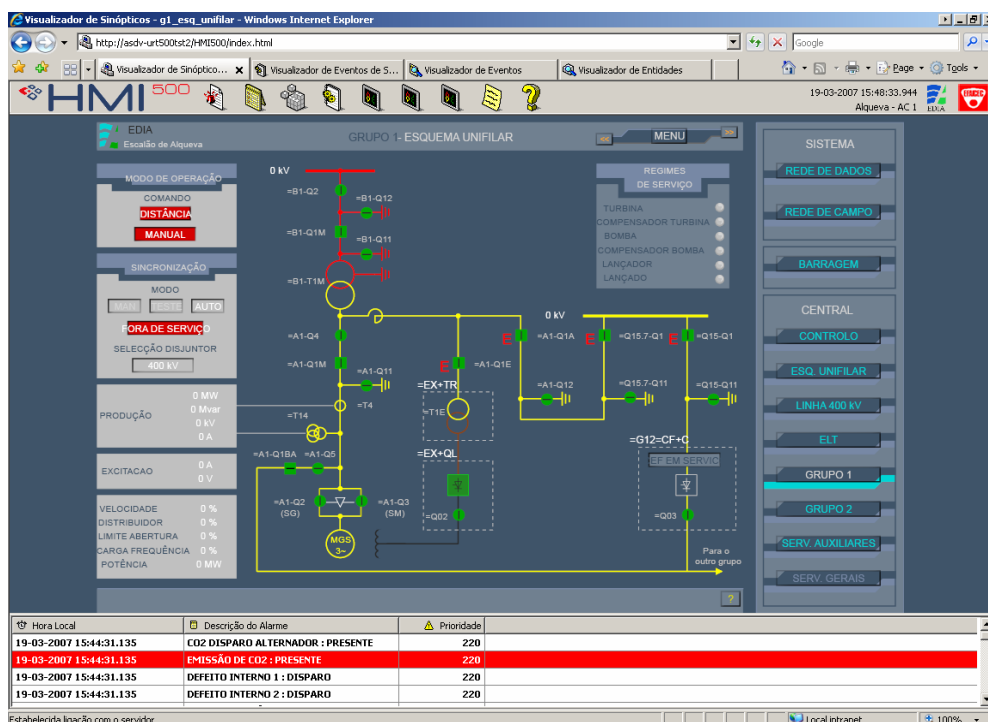 Visualizador de Sinópticos - g1_esq_unifilar - Windows Internet Explorer
http://asdv-urt500tst2/HMI500/index.html
Google
Visualizador de Sinóptico... x
Visualizador de Eventos de S...
Visualizador de Eventos
Visualizador de Entidades
Page
Tools
HMI 500
19-03-2007 15:48:33.944
Alqueva - AC 1
EDIA
EFACEC
EDIA
Escalão de Alqueva
GRUPO 1- ESQUEMA UNIFILAR
<<
MENU
>>
MODO DE OPERAÇÃO
COMANDO
DISTÂNCIA
MANUAL
SINCRONIZAÇÃO
MODO
MAN TESTE AUTO
FORA DE SERVIÇO
SELECÇÃO DISJUNTOR
400 kV
PRODUÇÃO
0 MW
0 Mvar
0 kV
0 A
EXCITACAO
0 A
0 V
VELOCIDADE 0 %
DISTRIBUIDOR 0 %
LIMITE ABERTURA 0 %
CARGA FREQUÊNCIA 0 %
POTÊNCIA 0 MW
0 kV
=B1-Q2
=B1-Q12
=B1-Q1M
=B1-Q11
=B1-T1M
REGIMES
DE SERVIÇO
TURBINA
COMPENSADOR TURBINA
BOMBA
COMPENSADOR BOMBA
LANÇADOR
LANÇADO
0 kV
=A1-Q4
E
=A1-Q1A
E
=Q15.7-Q1
E
=Q15-Q1
=A1-Q1M
=A1-Q11
E
=A1-Q1E
=EX+TR
=A1-Q12
=Q15.7-Q11
=Q15-Q11
=T4
=T14
=T1E
=A1-Q1BA
=A1-Q5
=EX+QL
=G12=CF+C
EF EM SERVIC
=A1-Q2
(SG)
=A1-Q3
(SM)
=Q02
=Q03
MGS
3~
Para o
outro grupo
?
SISTEMA
REDE DE DADOS
REDE DE CAMPO
BARRAGEM
CENTRAL
CONTROLO
ESQ. UNIFILAR
LINHA 400 kV
ELT
GRUPO 1
GRUPO 2
SERV. AUXILIARES
SERV. GERAIS
Hora Local Descrição do Alarme Prioridade
19-03-2007 15:44:31.135 CO2 DISPARO ALTERNADOR : PRESENTE 220
19-03-2007 15:44:31.135 EMISSÃO DE CO2 : PRESENTE 220
19-03-2007 15:44:31.135 DEFEITO INTERNO 1 : DISPARO 220
19-03-2007 15:44:31.135 DEFEITO INTERNO 2 : DISPARO 220
Estabelecida ligação com o servidor
Local intranet
100%